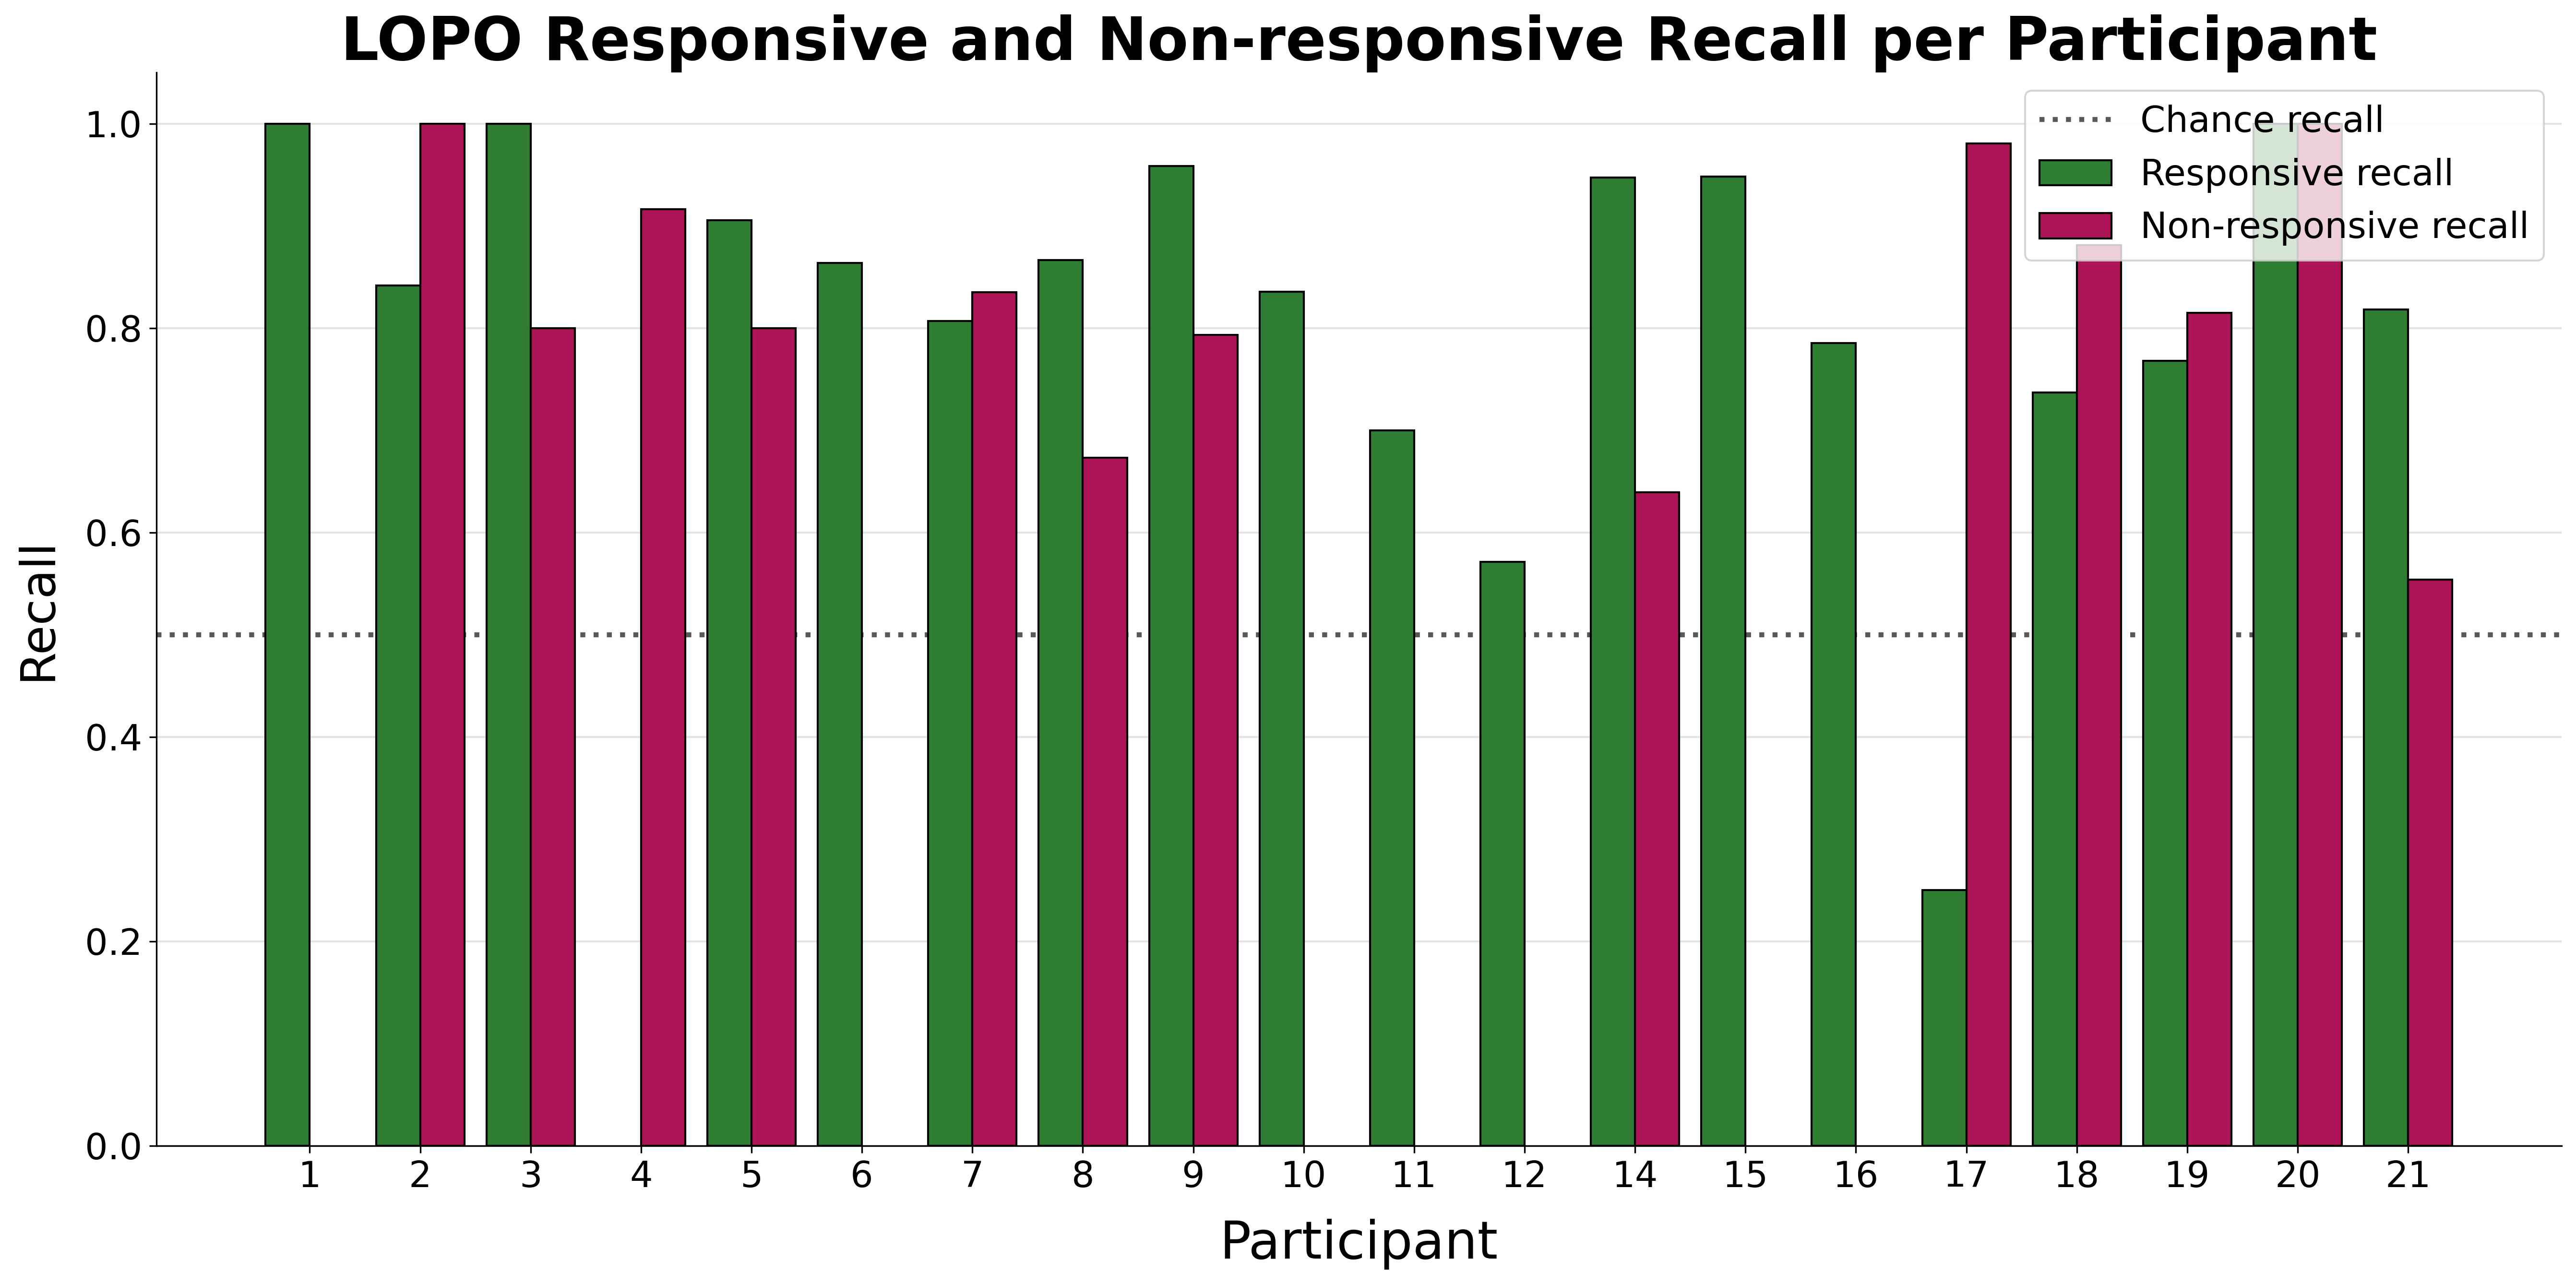 LOPO Responsive and Non-responsive Recall per Participant
Chance recall
Responsive recall
Non-responsive recall
Recall
1.0
0.8
0.6
0.4
0.2
0.0
1 2 3 4 5 6 7 8 9 10 11 12 14 15 16 17 18 19 20 21
Participant